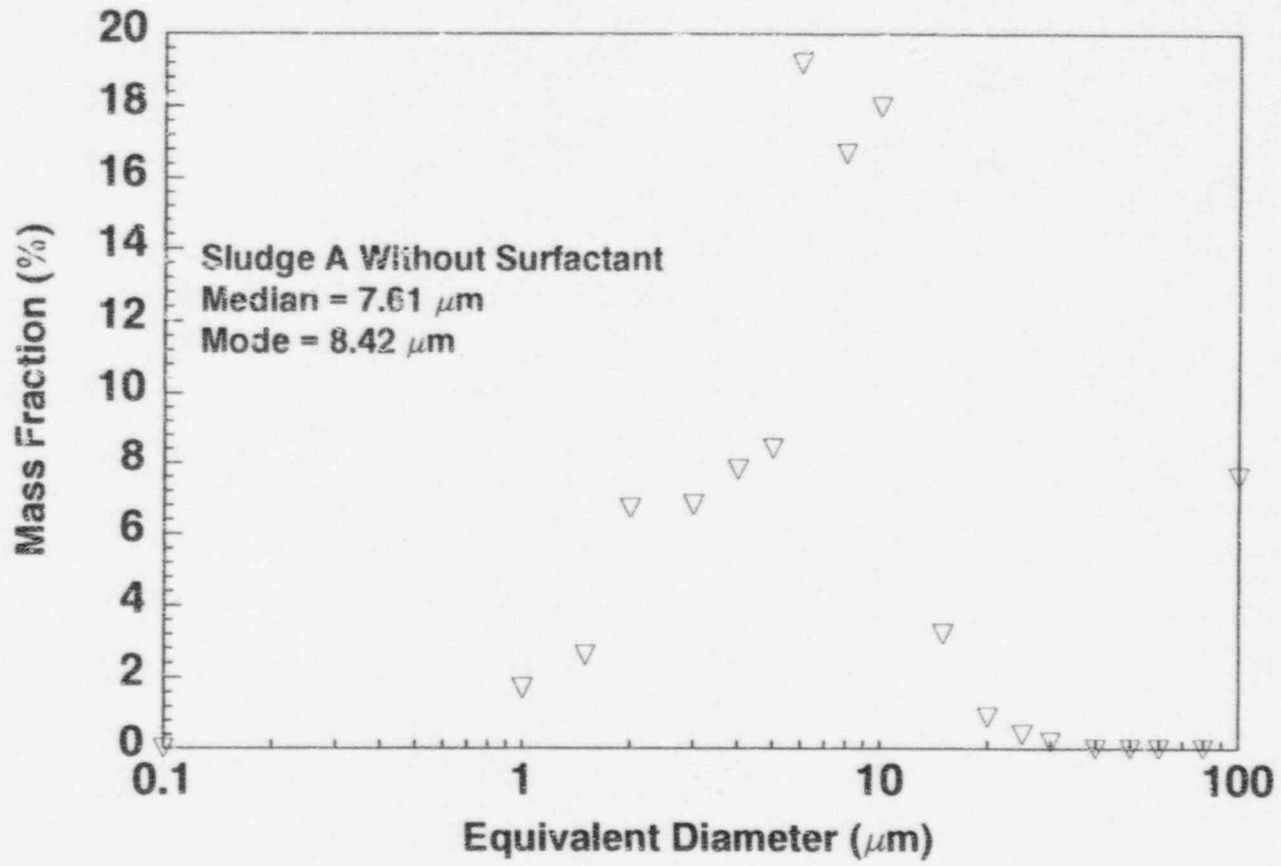 20
18
16
14
12
10
8
6
4
2
0
Mass Fraction (%)
Sludge A Without Surfactant
Median = 7.61 μm
Mode = 8.42 μm
0.1 1 10 100
Equivalent Diameter (μm)